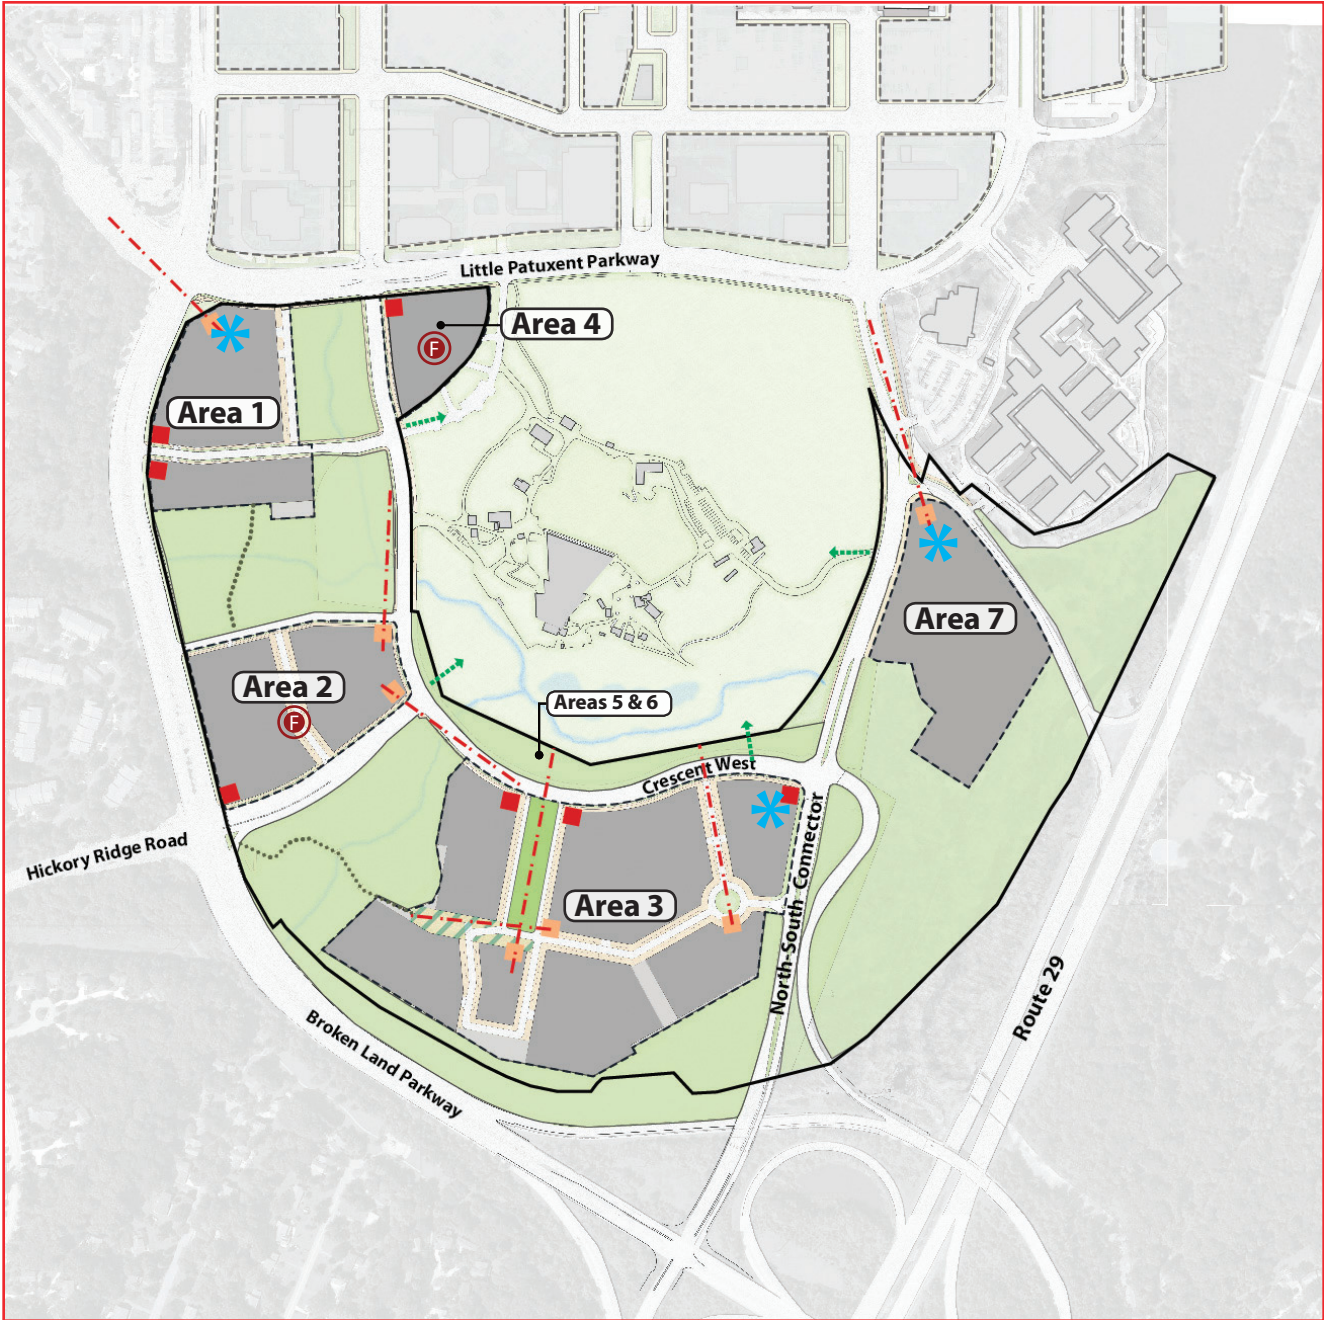 Little Patuxent Parkway
Area 4
F
Area 1
Area 7
Area 2
F
Areas 5 & 6
Crescent West
Hickory Ridge Road
Area 3
North-South Connector
Route 29
Broken Land Parkway